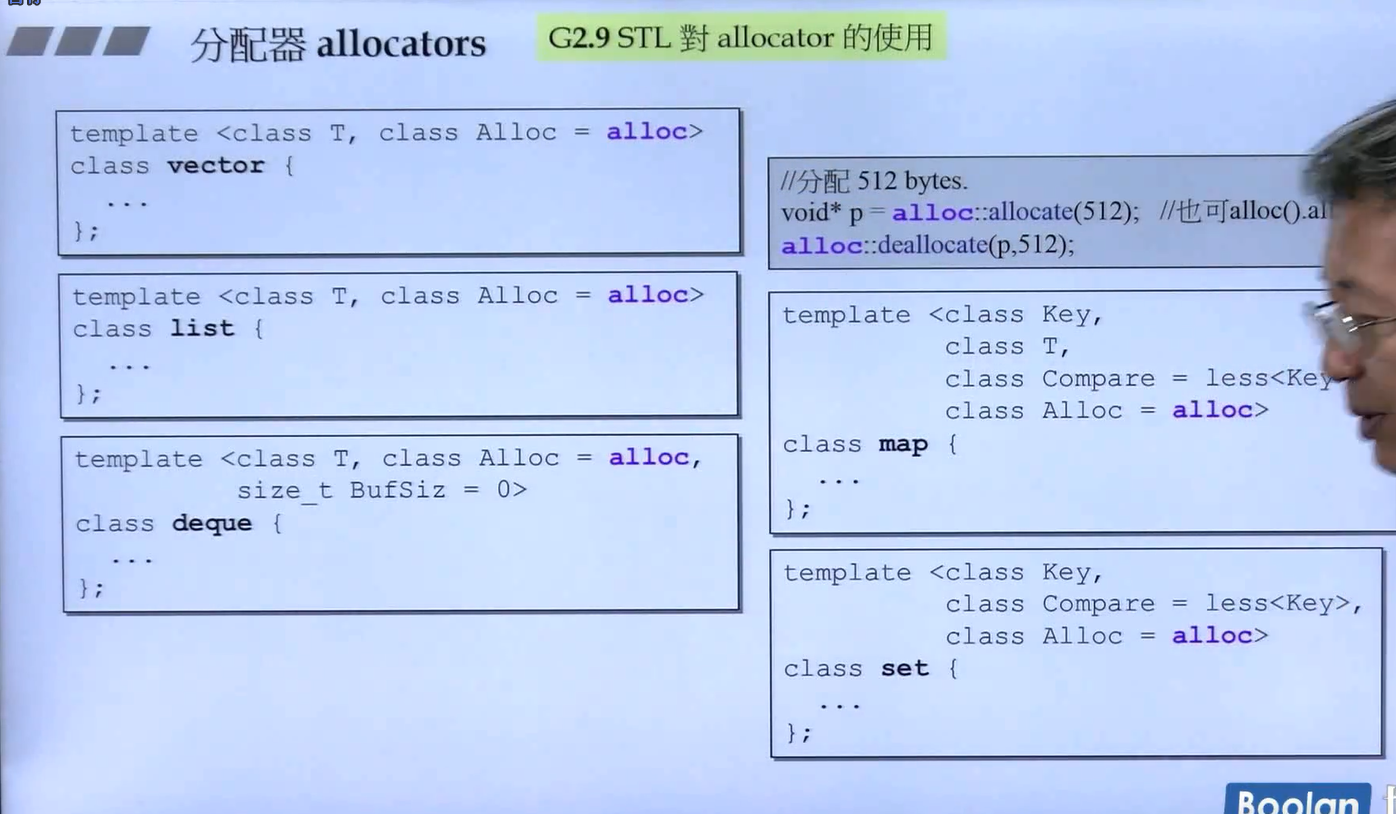 分配器 allocators
G2.9 STL 對 allocator 的使用
template <class T, class Alloc = alloc>
class vector {
...
};
template <class T, class Alloc = alloc>
class list {
...
};
template <class T, class Alloc = alloc,
size_t BufSiz = 0>
class deque {
...
};
//分配 512 bytes.
void* p = alloc::allocate(512); //也可alloc().al
alloc::deallocate(p,512);
template <class Key,
class T,
class Compare = less<Key
class Alloc = alloc>
class map {
...
};
template <class Key,
class Compare = less<Key>,
class Alloc = alloc>
class set {
...
};
Boolan